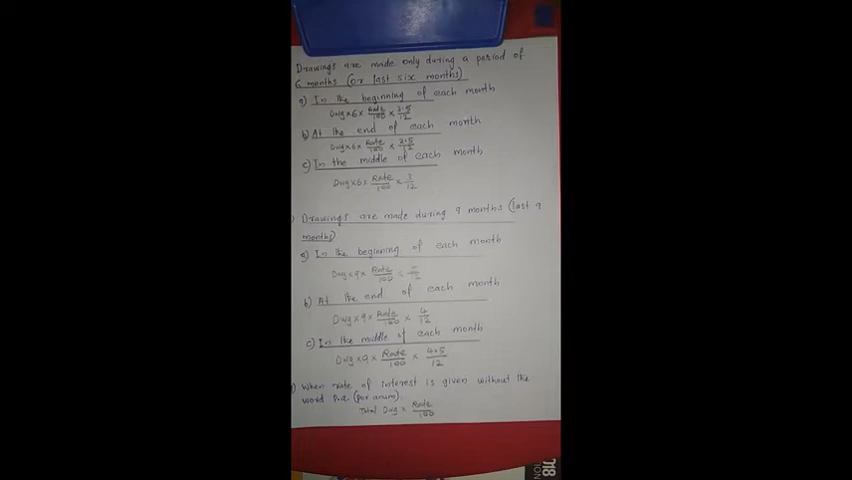 Drawings are made only during a period of
6 months (or last six months)
a) In the beginning of each month
Dwg x 6 x Rate/100 x 3.5/12
b) At the end of each month
Dwg x 6 x Rate/100 x 2.5/12
c) In the middle of each month
Dwg x 6 x Rate/100 x 3/12
Drawings are made during 9 months (last 9
months)
a) In the beginning of each month
Dwg x 9 x Rate/100 x 5/12
b) At the end of each month
Dwg x 9 x Rate/100 x 4/12
c) In the middle of each month
Dwg x 9 x Rate/100 x 4.5/12
When rate of interest is given without the
word P.a (per anum)
Total Dwg x Rate/100
018
ION